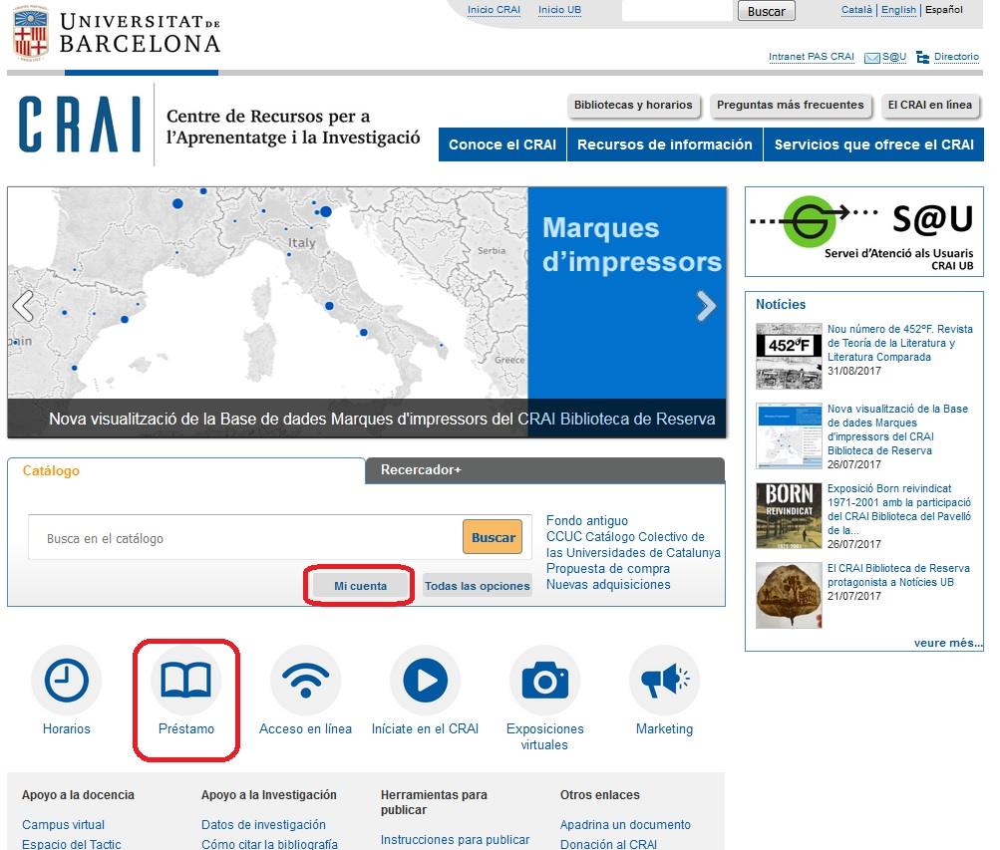 UNIVERSITAT DE
BARCELONA
Inicio CRAI
Inicio UB
Buscar
Català | English | Español
Intranet PAS CRAI
S@U
Directorio
CRAI
Centre de Recursos per a
l'Aprenentatge i la Investigació
Bibliotecas y horarios
Preguntas más frecuentes
El CRAI en línea
Conoce el CRAI
Recursos de información
Servicios que ofrece el CRAI
Italy
Serbia
Greece
Marques
d'impressors
Nova visualització de la Base de dades Marques d'impressors del CRAI Biblioteca de Reserva
S@U
Servei d'Atenció als Usuaris
CRAI UB
Notícies
452ºF
Nou número de 452ºF. Revista
de Teoría de la Literatura y
Literatura Comparada
31/08/2017
Nova visualització de la Base
de dades Marques
d'impressors del CRAI
Biblioteca de Reserva
26/07/2017
BORN
REIVINDICAT
1971-2001
Exposició Born reivindicat
1971-2001 amb la participació
del CRAI Biblioteca del Pavelló
de la...
26/07/2017
El CRAI Biblioteca de Reserva
protagonista a Notícies UB
21/07/2017
veure més...
Catálogo
Recercador+
Busca en el catálogo
Buscar
Mi cuenta
Todas las opciones
Fondo antiguo
CCUC Catálogo Colectivo de
las Universidades de Catalunya
Propuesta de compra
Nuevas adquisiciones
Horarios
Préstamo
Acceso en línea
Iníciate en el CRAI
Exposiciones
virtuales
Marketing
Apoyo a la docencia
Campus virtual
Espacio del Tactic
Apoyo a la Investigación
Datos de investigación
Cómo citar la bibliografía
Herramientas para
publicar
Instrucciones para publicar
Otros enlaces
Apadrina un documento
Donación al CRAI